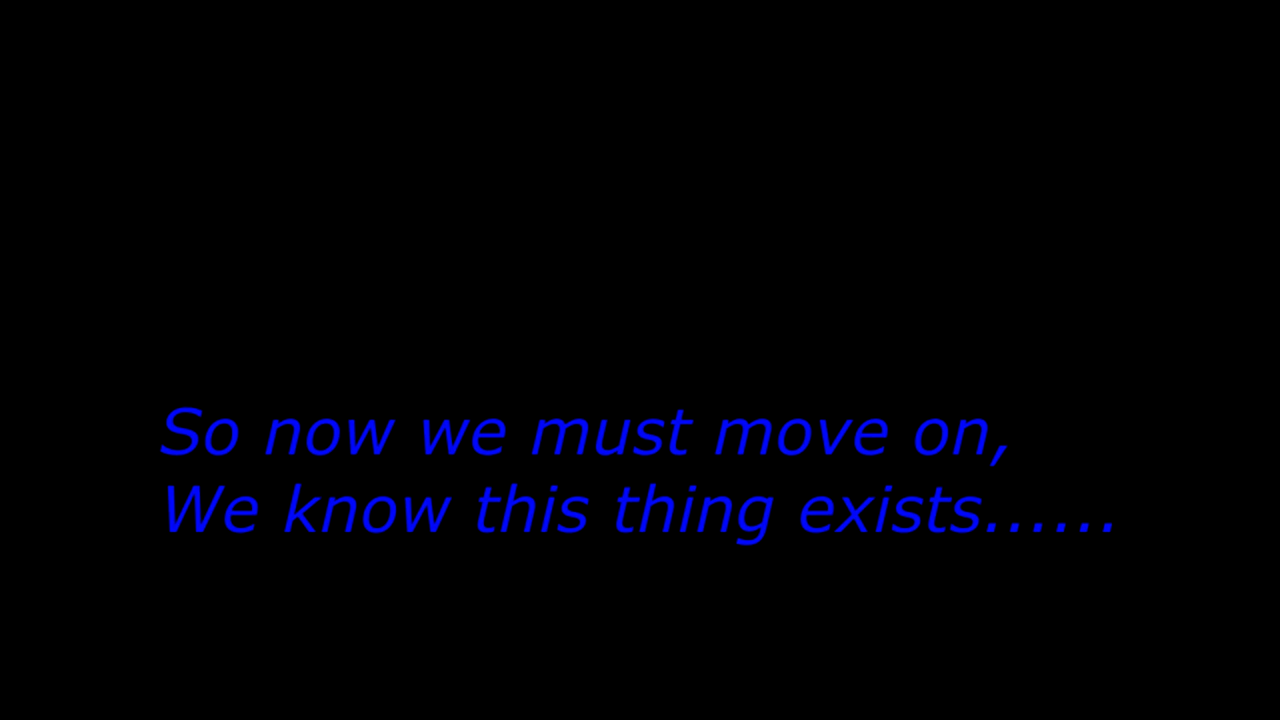 So now we must move on,
We know this thing exists......